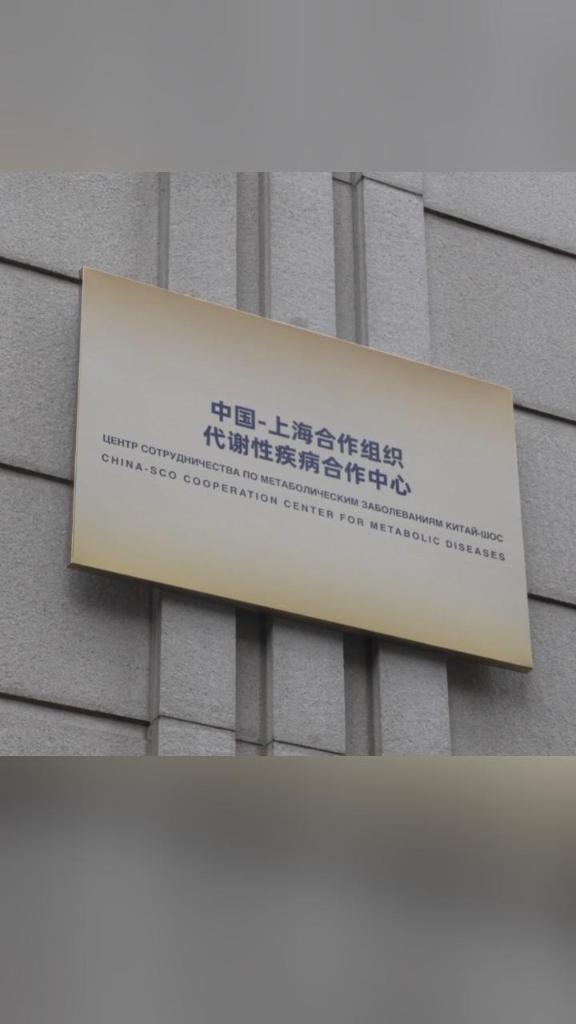 中国-上海合作组织
代谢性疾病合作中心
ЦЕНТР СОТРУДНИЧЕСТВА ПО МЕТАБОЛИЧЕСКИМ ЗАБОЛЕВАНИЯМ КИТАЙ-ШОС
CHINA-SCO COOPERATION CENTER FOR METABOLIC DISEASES